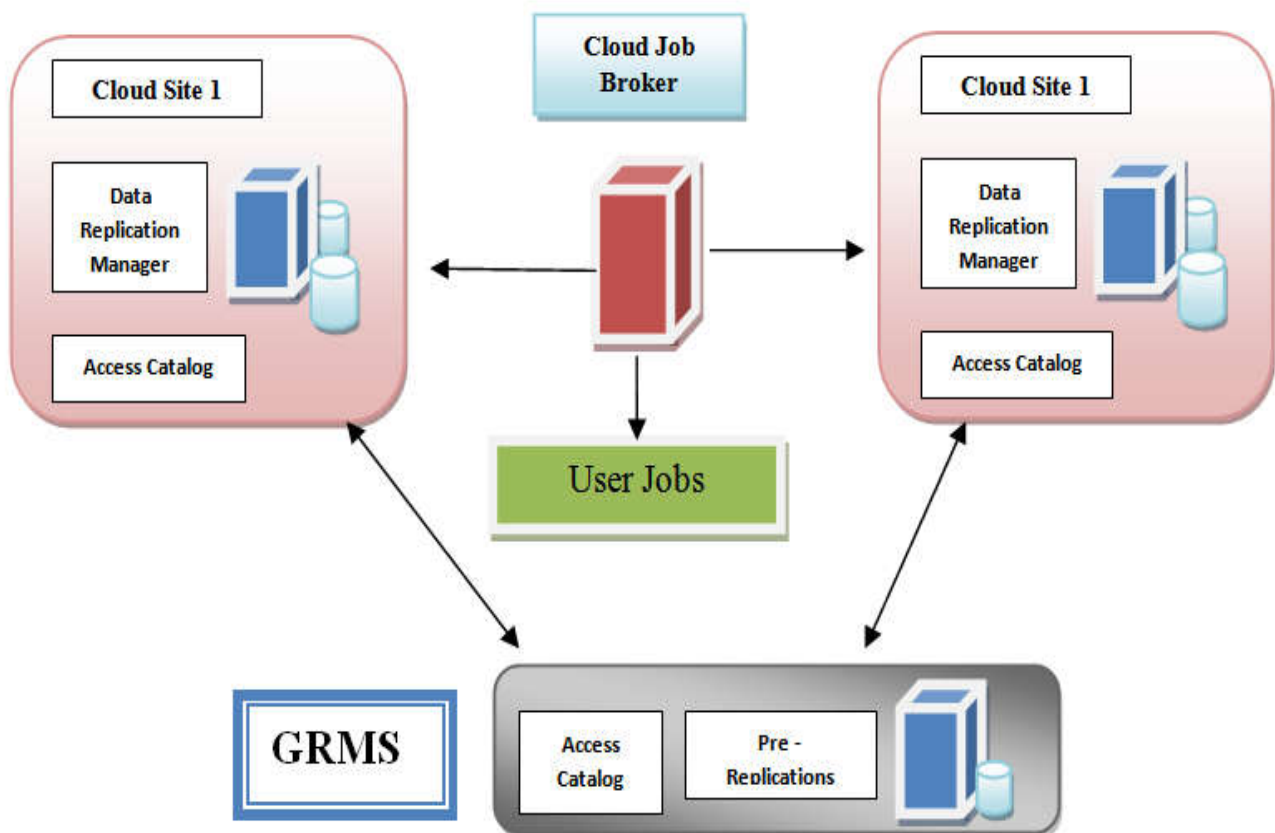 Cloud Site 1
Data
Replication
Manager
Access Catalog
Cloud Job
Broker
Cloud Site 1
Data
Replication
Manager
Access Catalog
User Jobs
GRMS
Access
Catalog
Pre -
Replications